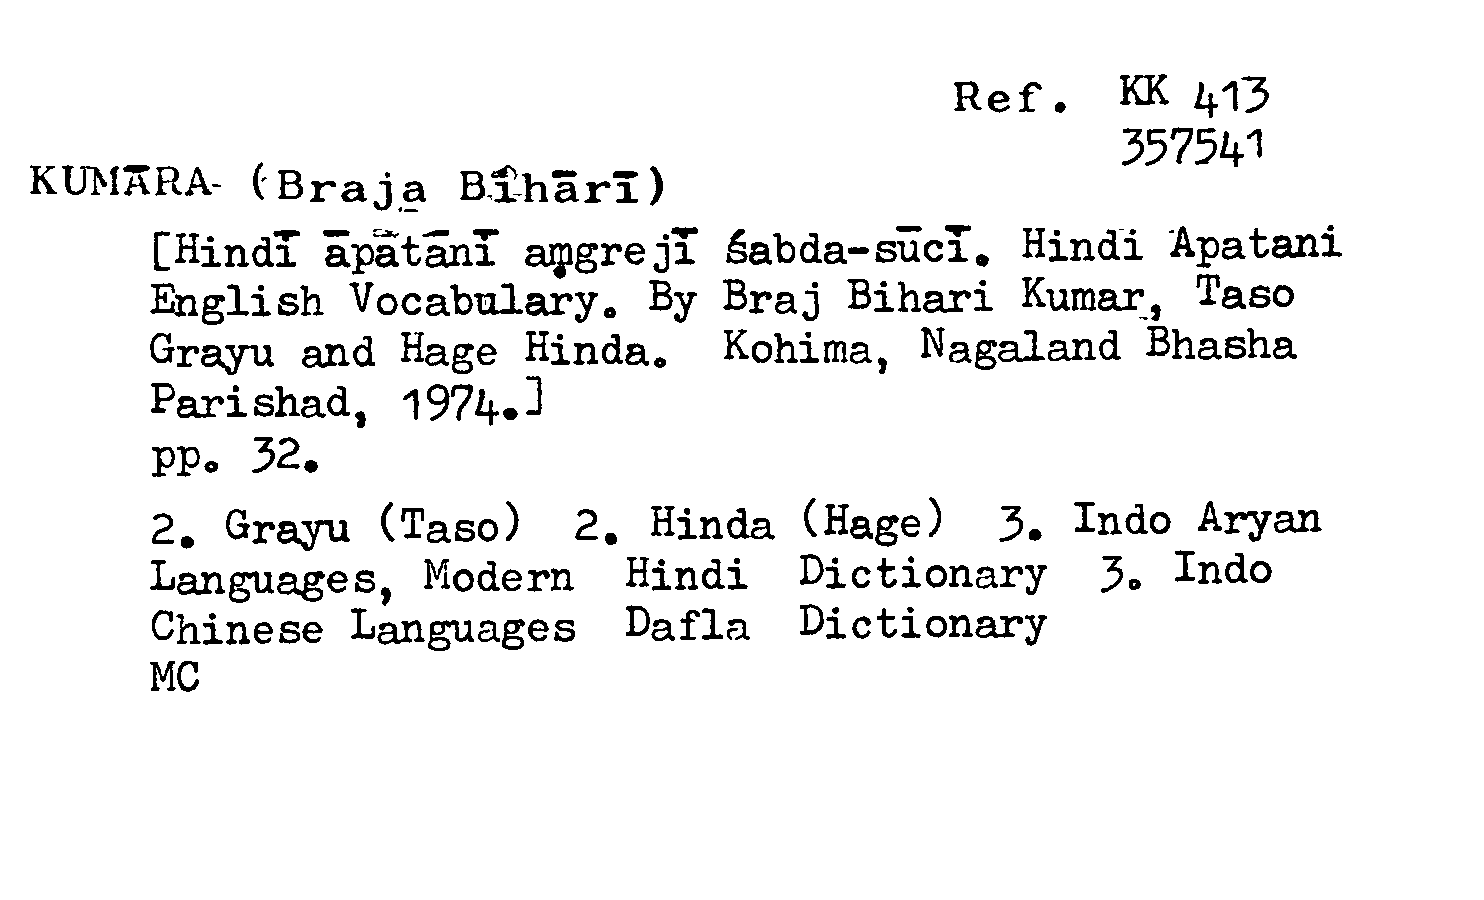 Ref. KK 413
357541
KUMĀRA (Braja Bihārī)
[Hindī āpātānī aṃgrejī śabda-sūcī. Hindi Apatani
English Vocabulary. By Braj Bihari Kumar, Taso
Grayu and Hage Hinda. Kohima, Nagaland Bhasha
Parishad, 1974.]
pp. 32.
2. Grayu (Taso) 2. Hinda (Hage) 3. Indo Aryan
Languages, Modern Hindi Dictionary 3. Indo
Chinese Languages Dafla Dictionary
MC